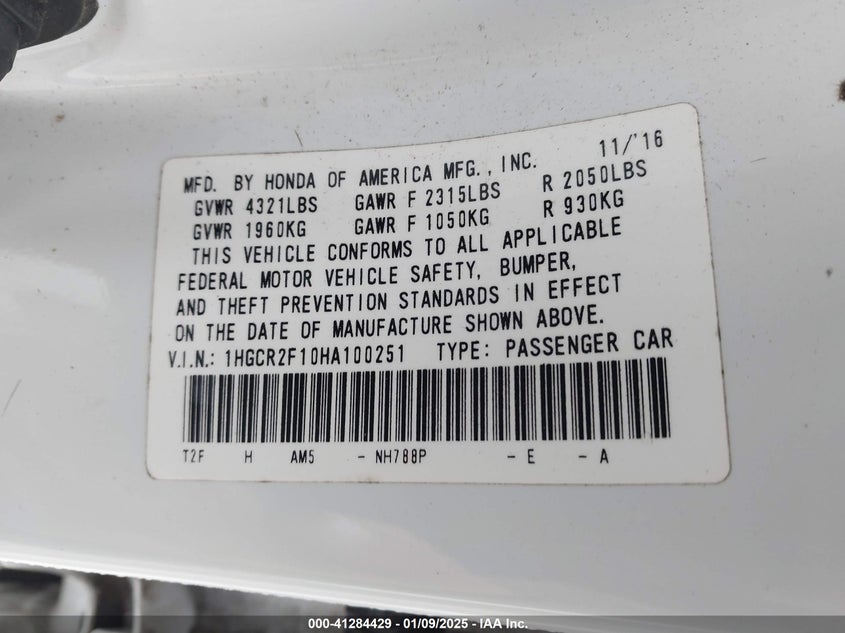 11/'16
MFD. BY HONDA OF AMERICA MFG., INC.
GVWR 4321LBS GAWR F 2315LBS R 2050LBS
GVWR 1960KG GAWR F 1050KG R 930KG
THIS VEHICLE CONFORMS TO ALL APPLICABLE
FEDERAL MOTOR VEHICLE SAFETY, BUMPER,
AND THEFT PREVENTION STANDARDS IN EFFECT
ON THE DATE OF MANUFACTURE SHOWN ABOVE.
V.I.N.: 1HGCR2F10HA100251 TYPE: PASSENGER CAR
T2F H AM5 - NH788P - E - A
000-41284429 - 01/09/2025 - IAA Inc.